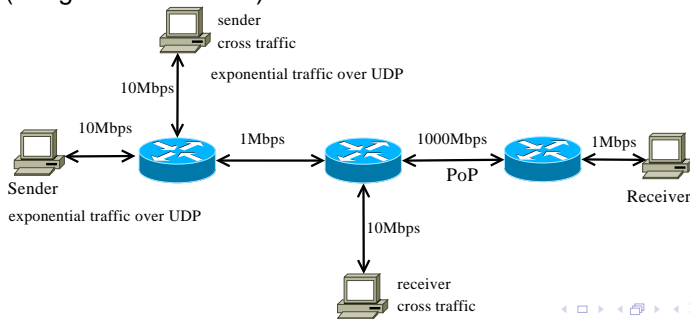 sender
cross traffic
10Mbps
exponential traffic over UDP
10Mbps
1Mbps
1000Mbps
1Mbps
PoP
Sender
Receiver
exponential traffic over UDP
10Mbps
receiver
cross traffic